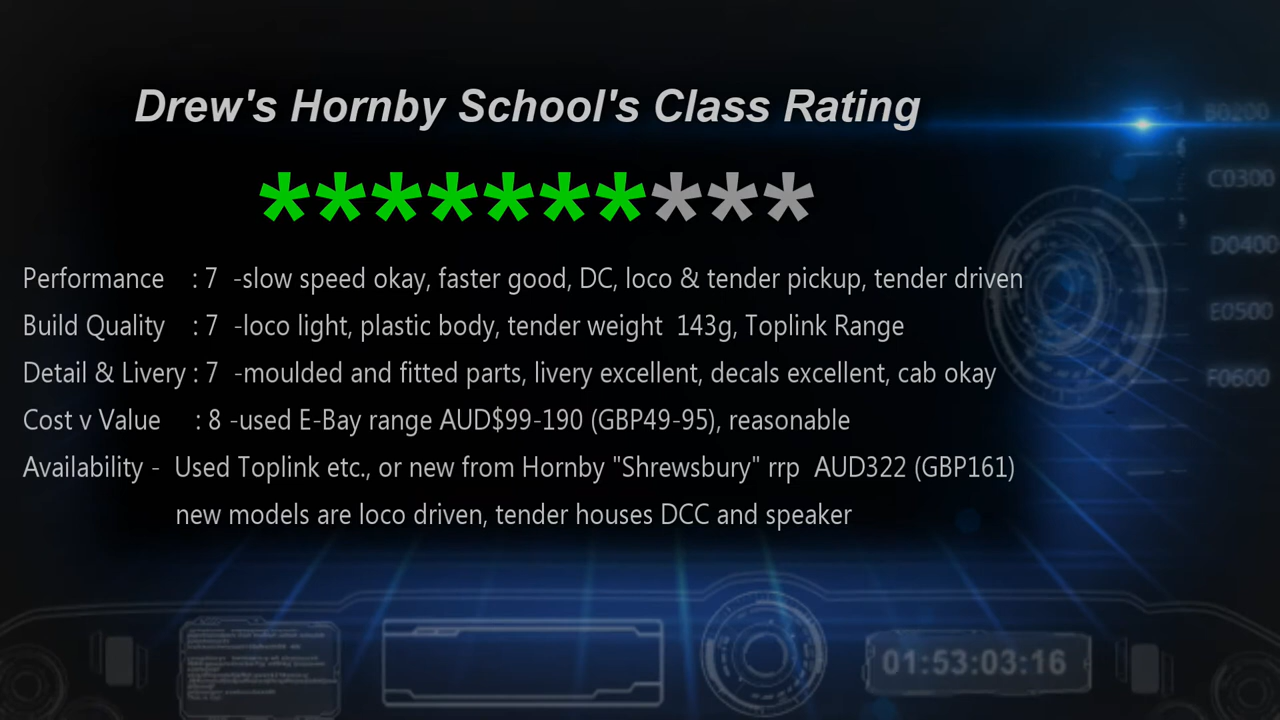 Drew's Hornby School's Class Rating
**********
Performance : 7 -slow speed okay, faster good, DC, loco & tender pickup, tender driven
Build Quality : 7 -loco light, plastic body, tender weight 143g, Toplink Range
Detail & Livery : 7 -moulded and fitted parts, livery excellent, decals excellent, cab okay
Cost v Value : 8 -used E-Bay range AUD$99-190 (GBP49-95), reasonable
Availability - Used Toplink etc., or new from Hornby "Shrewsbury" rrp AUD322 (GBP161)
new models are loco driven, tender houses DCC and speaker
B0200
C0300
D0400
E0500
F0600
01:53:03:16